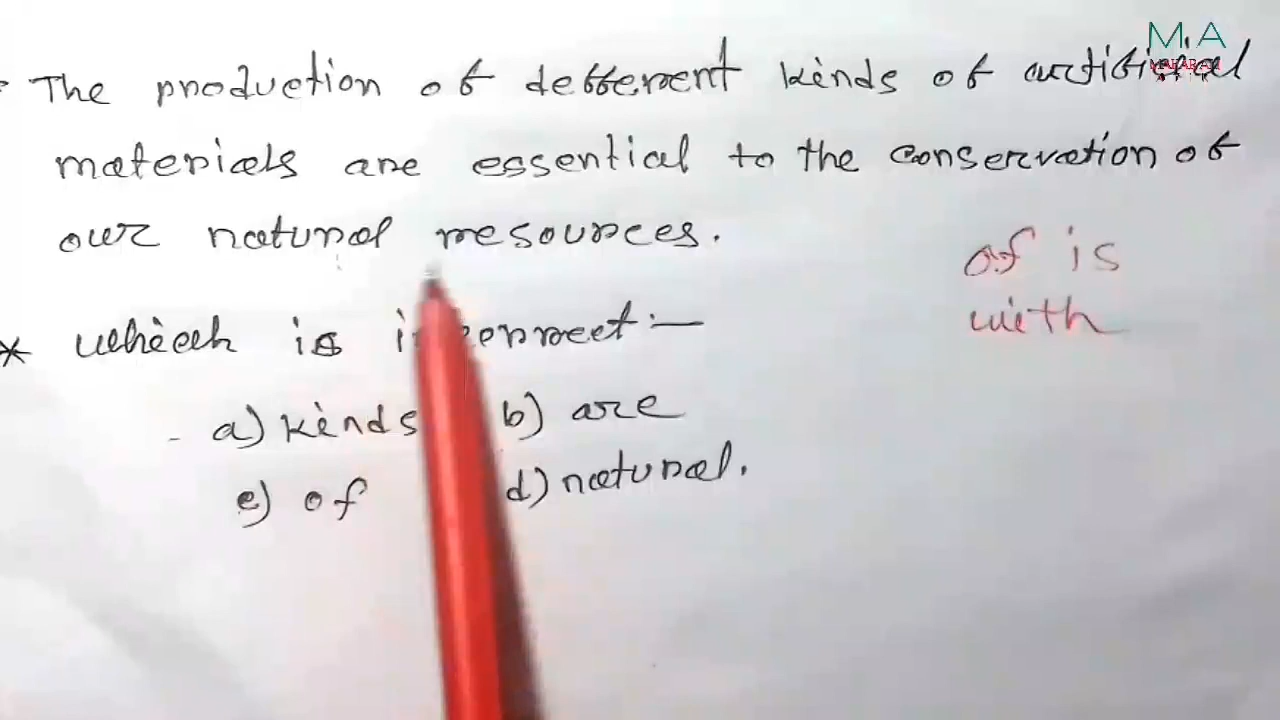 M A
The production of different kinds of artificial
materials are essential to the conservation of
our natural resources.
of is
with
* which is incorrect :—
a) kinds b) are
c) of d) natural.